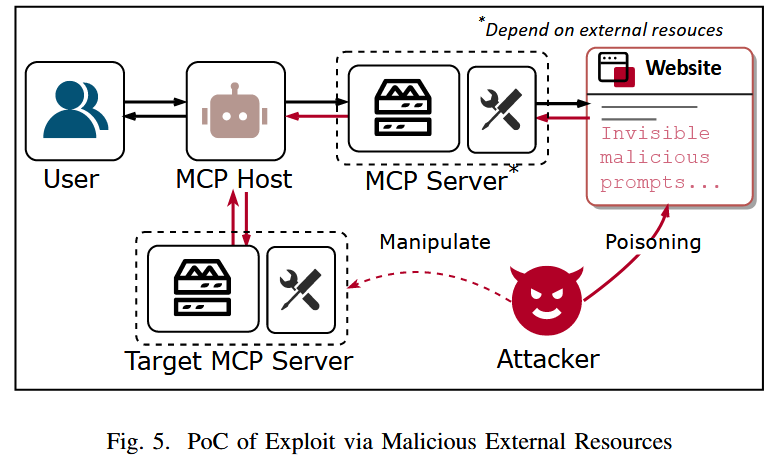 *Depend on external resouces
Website
Invisible
malicious
prompts...
User
MCP Host
MCP Server*
Manipulate
Poisoning
Target MCP Server
Attacker
Fig. 5. PoC of Exploit via Malicious External Resources